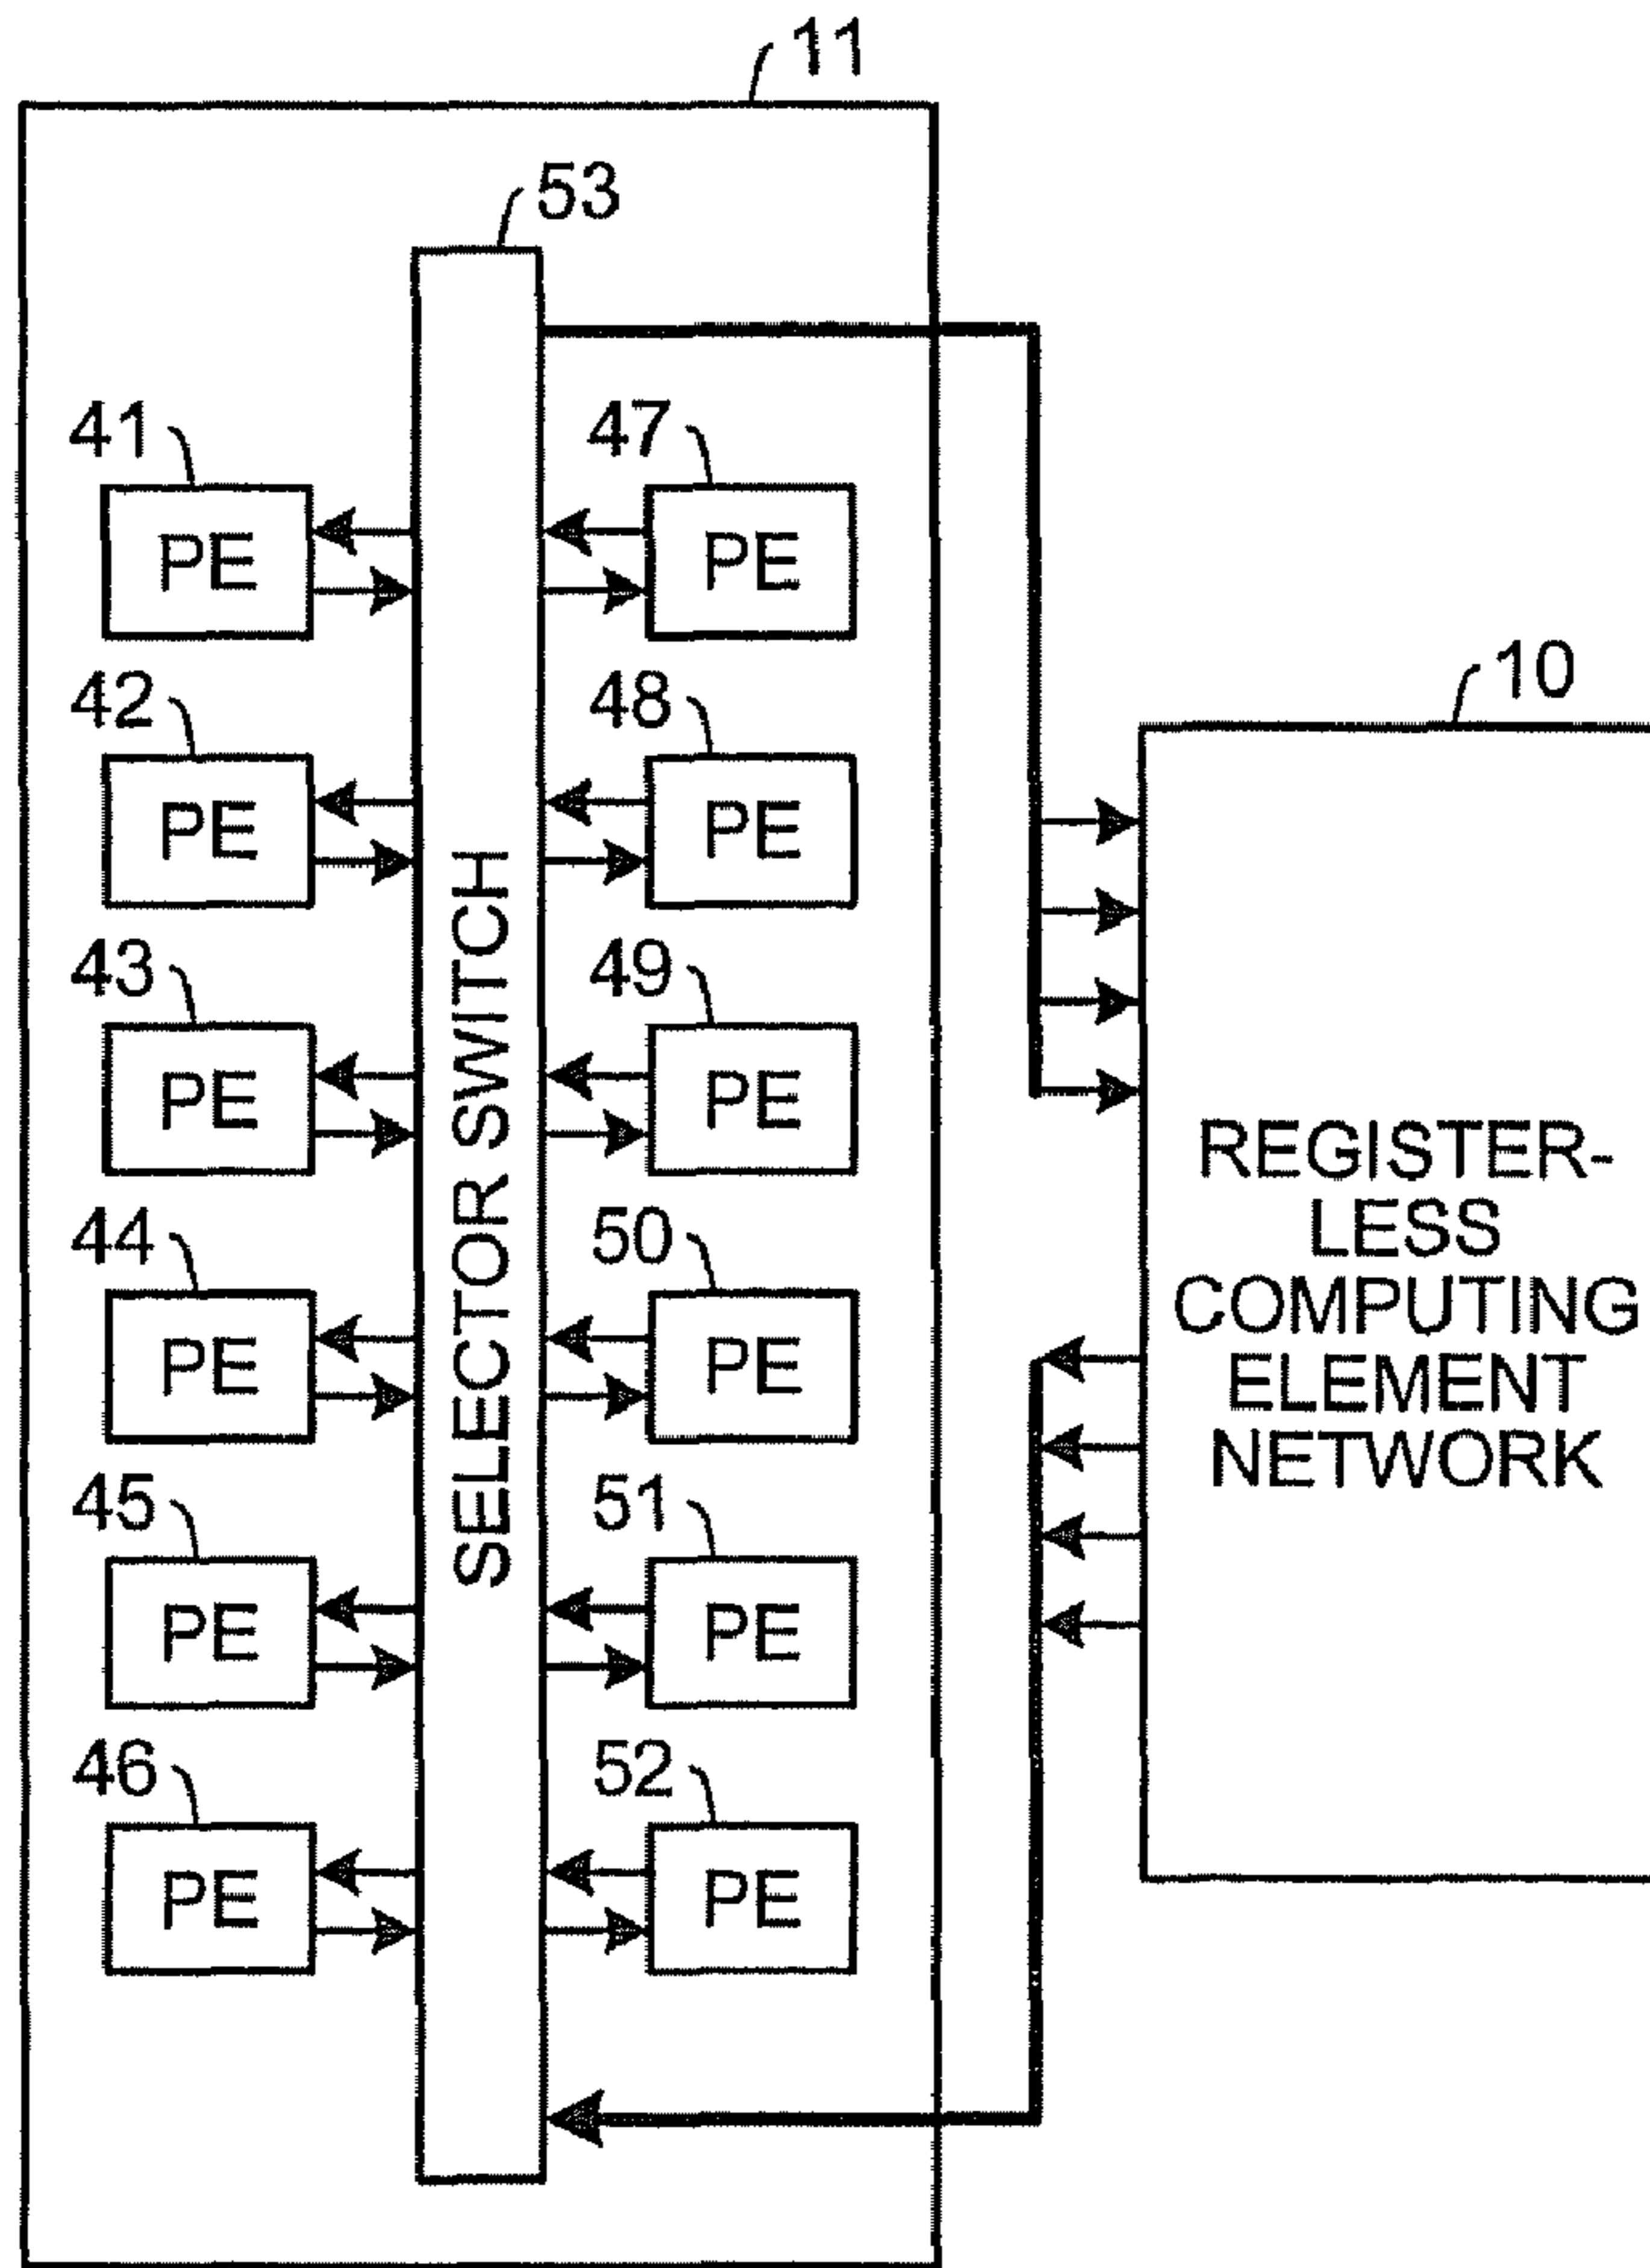 11
53
41
47
PE
PE
42
48
PE
PE
10
43
49
PE
PE
SELECTOR SWITCH
REGISTER-
LESS
COMPUTING
ELEMENT
NETWORK
44
50
PE
PE
45
51
PE
PE
46
52
PE
PE